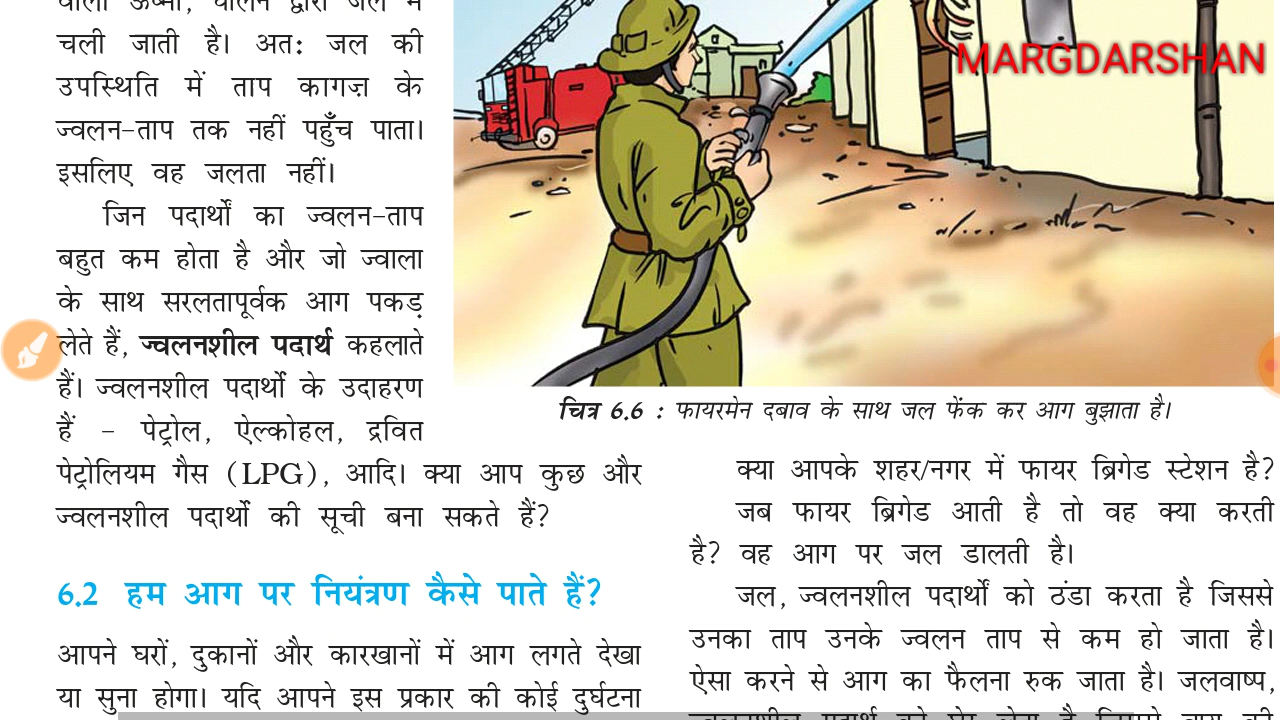 वाली ऊष्मा, चालन द्वारा जल में
चली जाती है। अतः जल की
उपस्थिति में ताप कागज़ के
ज्वलन-ताप तक नहीं पहुँच पाता।
इसलिए वह जलता नहीं।
जिन पदार्थों का ज्वलन-ताप
बहुत कम होता है और जो ज्वाला
के साथ सरलतापूर्वक आग पकड़
लेते हैं, ज्वलनशील पदार्थ कहलाते
हैं। ज्वलनशील पदार्थों के उदाहरण
हैं - पेट्रोल, ऐल्कोहल, द्रवित
पेट्रोलियम गैस (LPG), आदि। क्या आप कुछ और
ज्वलनशील पदार्थों की सूची बना सकते हैं?
6.2 हम आग पर नियंत्रण कैसे पाते हैं?
आपने घरों, दुकानों और कारखानों में आग लगते देखा
या सुना होगा। यदि आपने इस प्रकार की कोई दुर्घटना
MARGDARSHAN
चित्र 6.6 : फायरमेन दबाव के साथ जल फेंक कर आग बुझाता है।
क्या आपके शहर/नगर में फायर ब्रिगेड स्टेशन है?
जब फायर ब्रिगेड आती है तो वह क्या करती
है? वह आग पर जल डालती है।
जल, ज्वलनशील पदार्थों को ठंडा करता है जिससे
उनका ताप उनके ज्वलन ताप से कम हो जाता है।
ऐसा करने से आग का फैलना रुक जाता है। जलवाष्प,